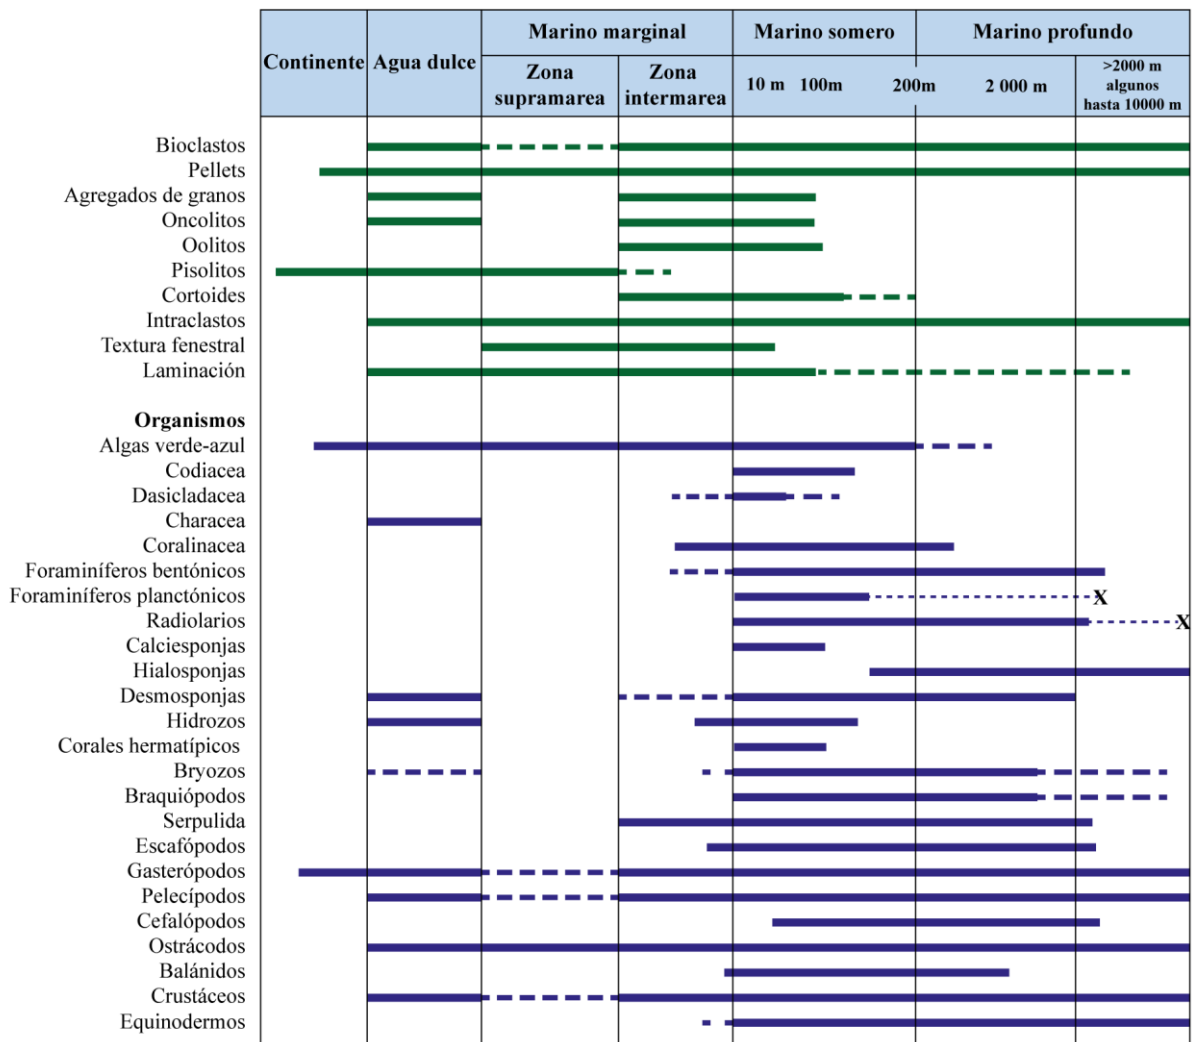 Continente
Agua dulce
Marino marginal
Marino somero
Marino profundo
Zona
supramarea
Zona
intermarea
10 m 100m 200m 2 000 m
>2000 m
algunos
hasta 10000 m
Bioclastos
Pellets
Agregados de granos
Oncolitos
Oolitos
Pisolitos
Cortoides
Intraclastos
Textura fenestral
Laminación
Organismos
Algas verde-azul
Codiacea
Dasicladacea
Characea
Coralinacea
Foraminíferos bentónicos
Foraminíferos planctónicos
X
Radiolarios
X
Calciesponjas
Hialosponjas
Desmosponjas
Hidrozos
Corales hermatípicos
Bryozos
Braquiópodos
Serpulida
Escafópodos
Gasterópodos
Pelecípodos
Cefalópodos
Ostrácodos
Balánidos
Crustáceos
Equinodermos